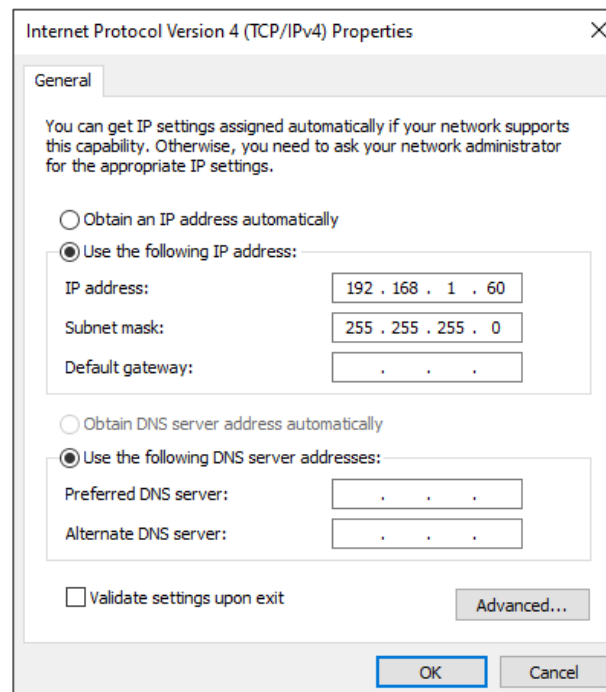 Internet Protocol Version 4 (TCP/IPv4) Properties
General
You can get IP settings assigned automatically if your network supports
this capability. Otherwise, you need to ask your network administrator
for the appropriate IP settings.
Obtain an IP address automatically
Use the following IP address:
IP address: 192 . 168 . 1 . 60
Subnet mask: 255 . 255 . 255 . 0
Default gateway: . . .
Obtain DNS server address automatically
Use the following DNS server addresses:
Preferred DNS server: . . .
Alternate DNS server: . . .
Validate settings upon exit
Advanced...
OK Cancel